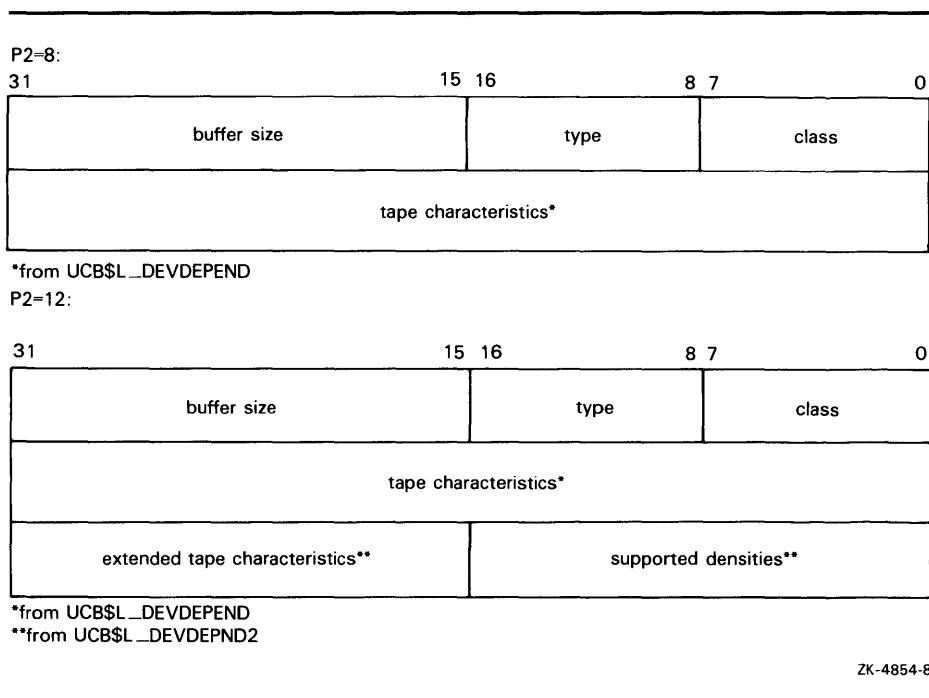 P2=8:
31 15 16 8 7 0
buffer size type class
tape characteristics*
*from UCB$L_DEVDEPEND
P2=12:
31 15 16 8 7 0
buffer size type class
tape characteristics*
extended tape characteristics** supported densities**
*from UCB$L_DEVDEPEND
**from UCB$L_DEVDEPND2
ZK-4854-8